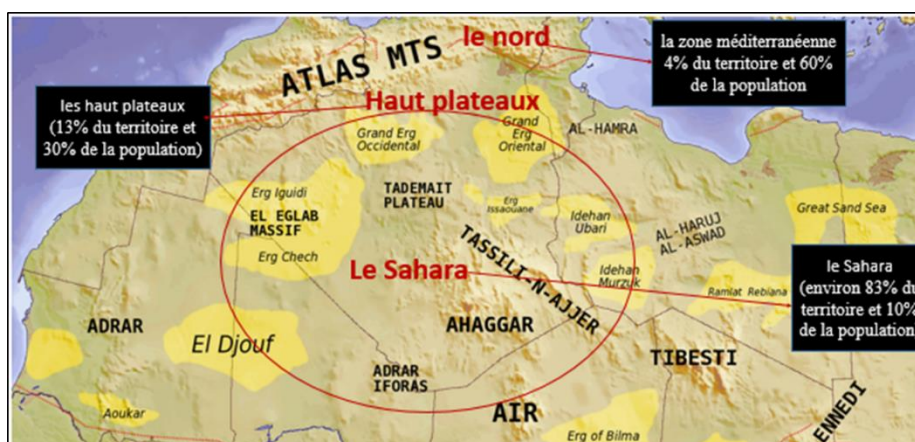 le nord
la zone méditerranéenne
4% du territoire et 60%
de la population
ATLAS MTS
les haut plateaux
(13% du territoire et
30% de la population)
Haut plateaux
Grand Erg
Occidental
Grand
Erg
Oriental
AL-HAMRA
Erg Iguidi
EL EGLAB
MASSIF
TADEMAIT
PLATEAU
Erg
Issaouane
Idehan
Ubari
AL-HARUJ
AL-ASWAD
Great Sand Sea
Erg Chech
Le Sahara
TASSILI-N-AJJER
Idehan
Murzuk
Ramlat Rebiana
le Sahara
(environ 83% du
territoire et 10%
de la population
ADRAR
El Djouf
AHAGGAR
ADRAR
IFORAS
TIBESTI
Aoukar
AIR
Erg of Bilma
ENNEDI